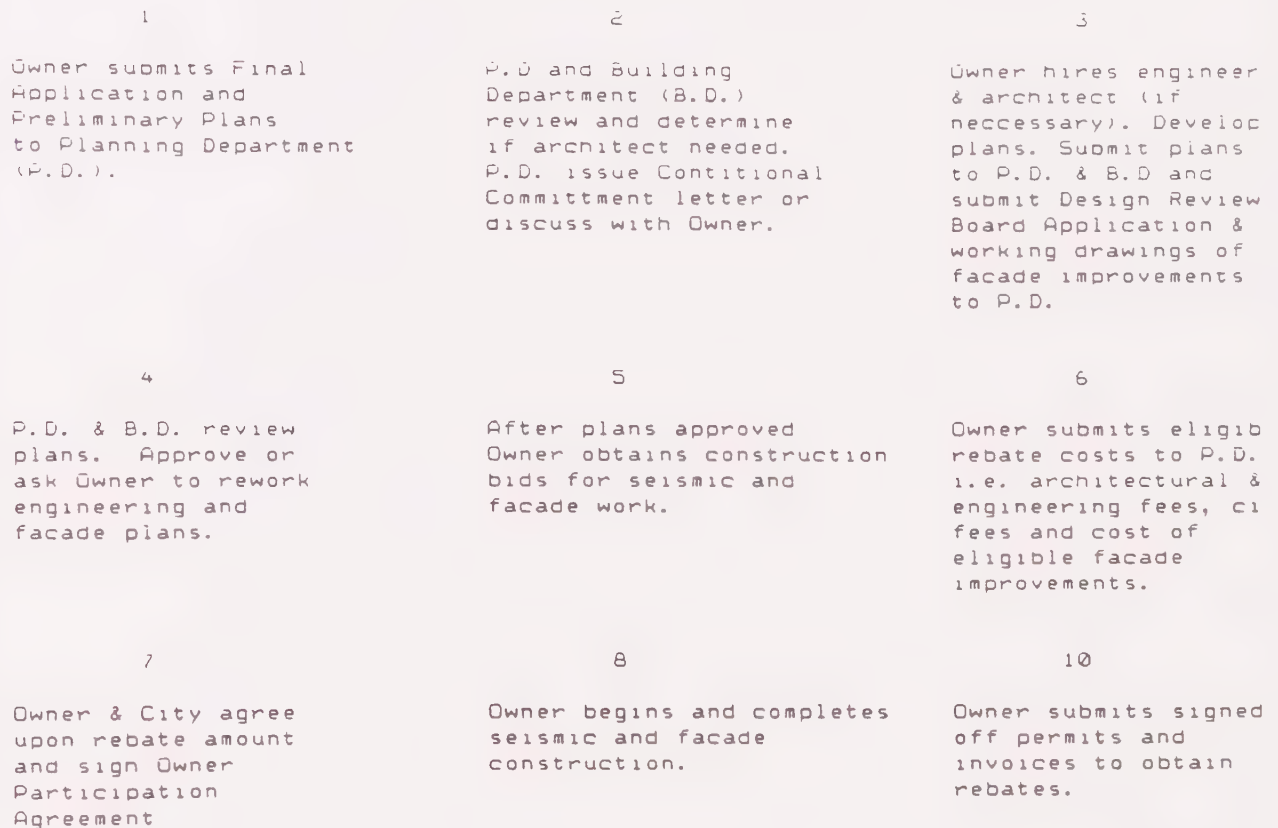 1
Owner submits Final
Application and
Preliminary Plans
to Planning Department
(P.D.).
2
P.D and Building
Department (B.D.)
review and determine
if architect needed.
P.D. issue Contitional
Committment letter or
discuss with Owner.
3
Owner hires engineer
& architect (if
neccessary). Develop
plans. Submit plans
to P.D. & B.D and
submit Design Review
Board Application &
working drawings of
facade improvements
to P.D.
4
P.D. & B.D. review
plans. Approve or
ask Owner to rework
engineering and
facade plans.
5
After plans approved
Owner obtains construction
bids for seismic and
facade work.
6
Owner submits eligib
rebate costs to P.D.
i.e. architectural &
engineering fees, ci
fees and cost of
eligible facade
improvements.
7
Owner & City agree
upon rebate amount
and sign Owner
Participation
Agreement
8
Owner begins and completes
seismic and facade
construction.
10
Owner submits signed
off permits and
invoices to obtain
rebates.